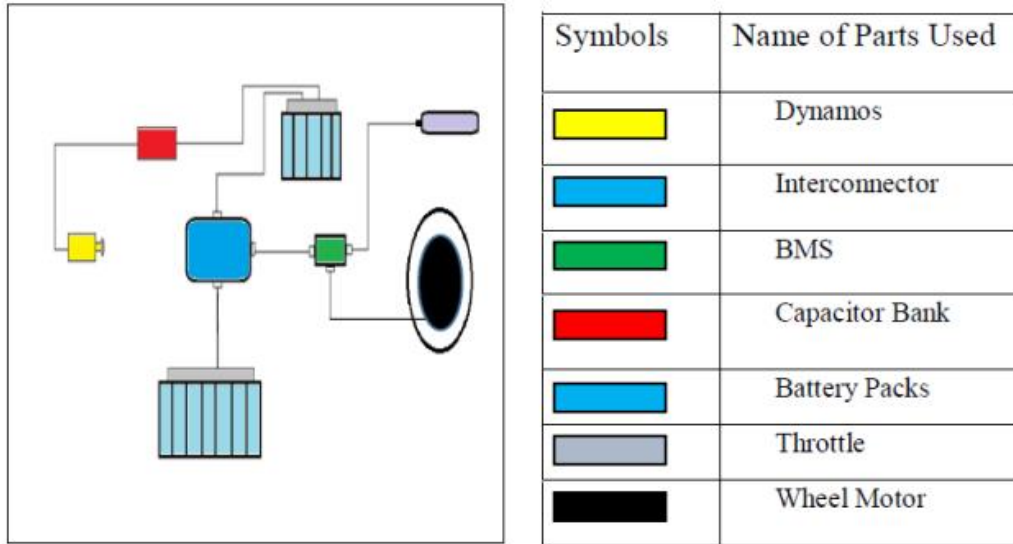 Symbols Name of Parts Used
Dynamos
Interconnector
BMS
Capacitor Bank
Battery Packs
Throttle
Wheel Motor